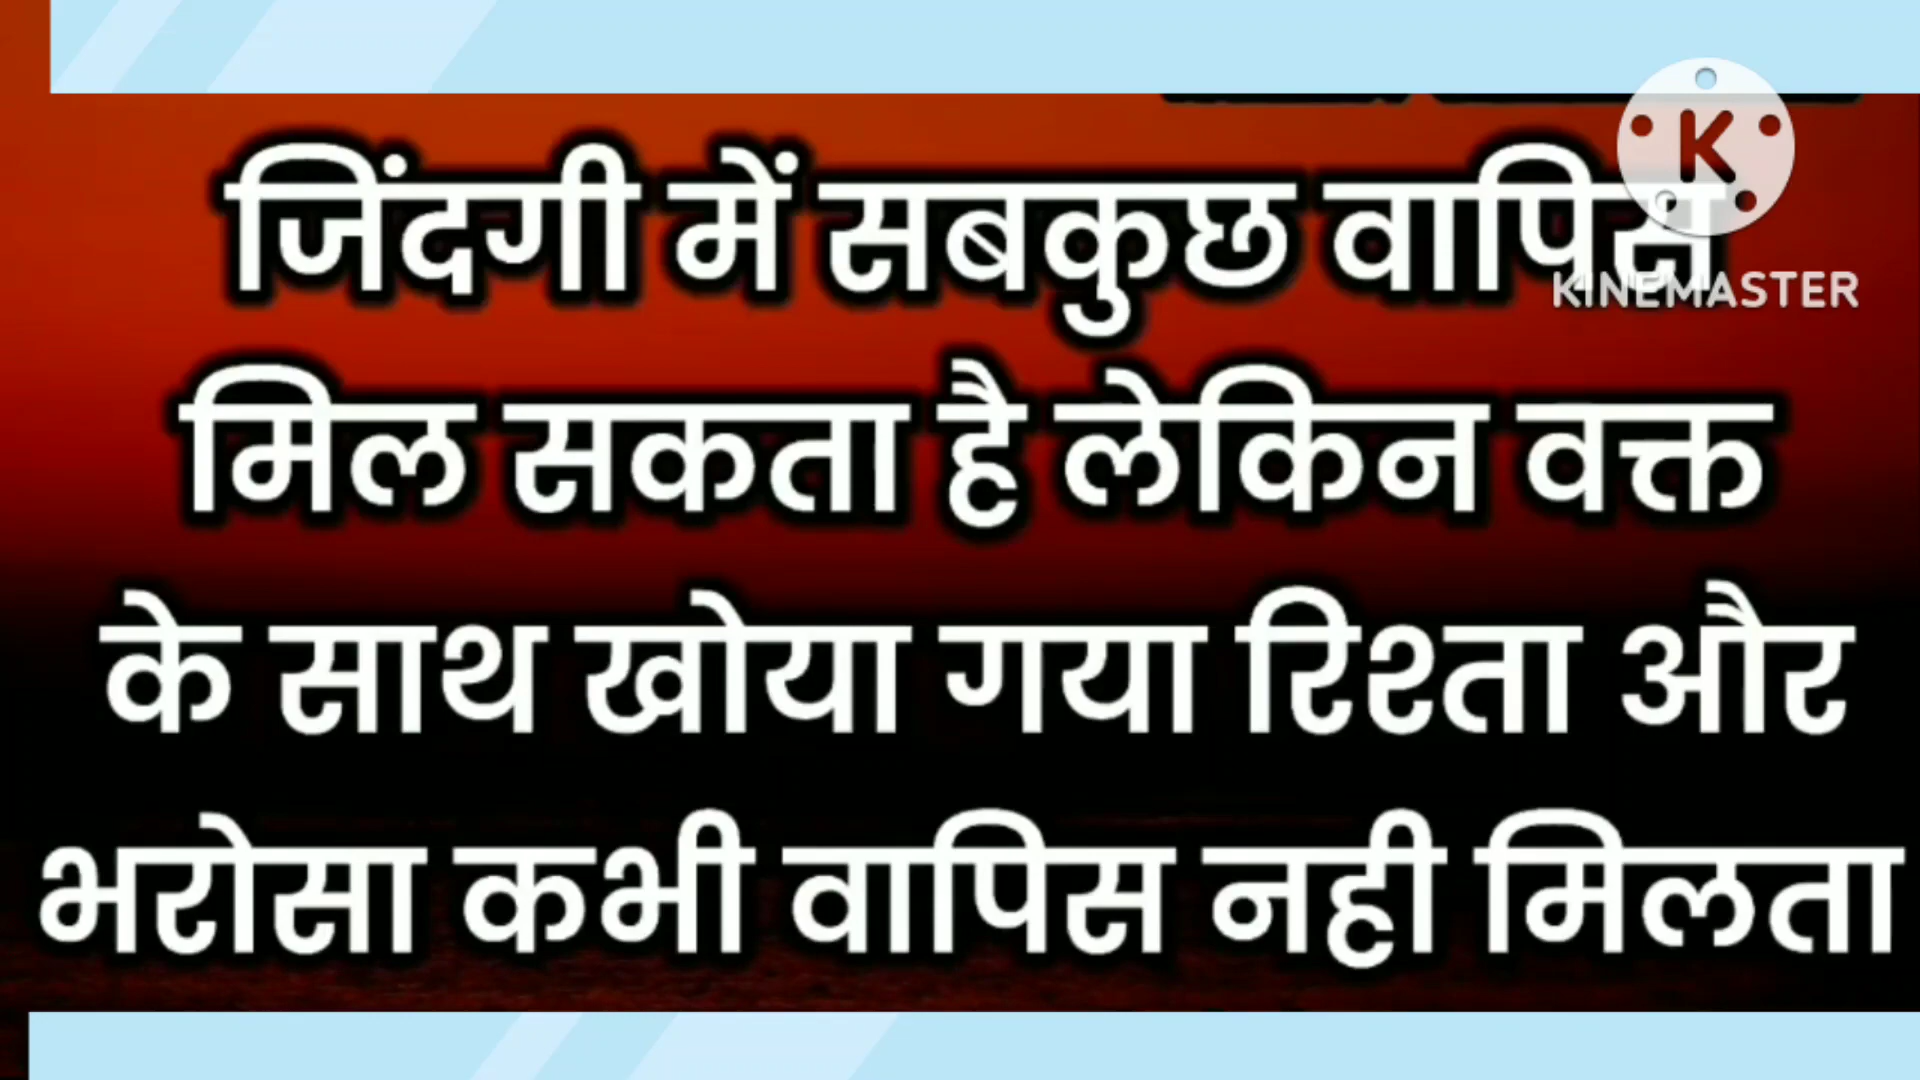 जिंदगी में सबकुछ वापिस
K
KINEMASTER
मिल सकता है लेकिन वक्त
के साथ खोया गया रिश्ता और
भरोसा कभी वापिस नही मिलता